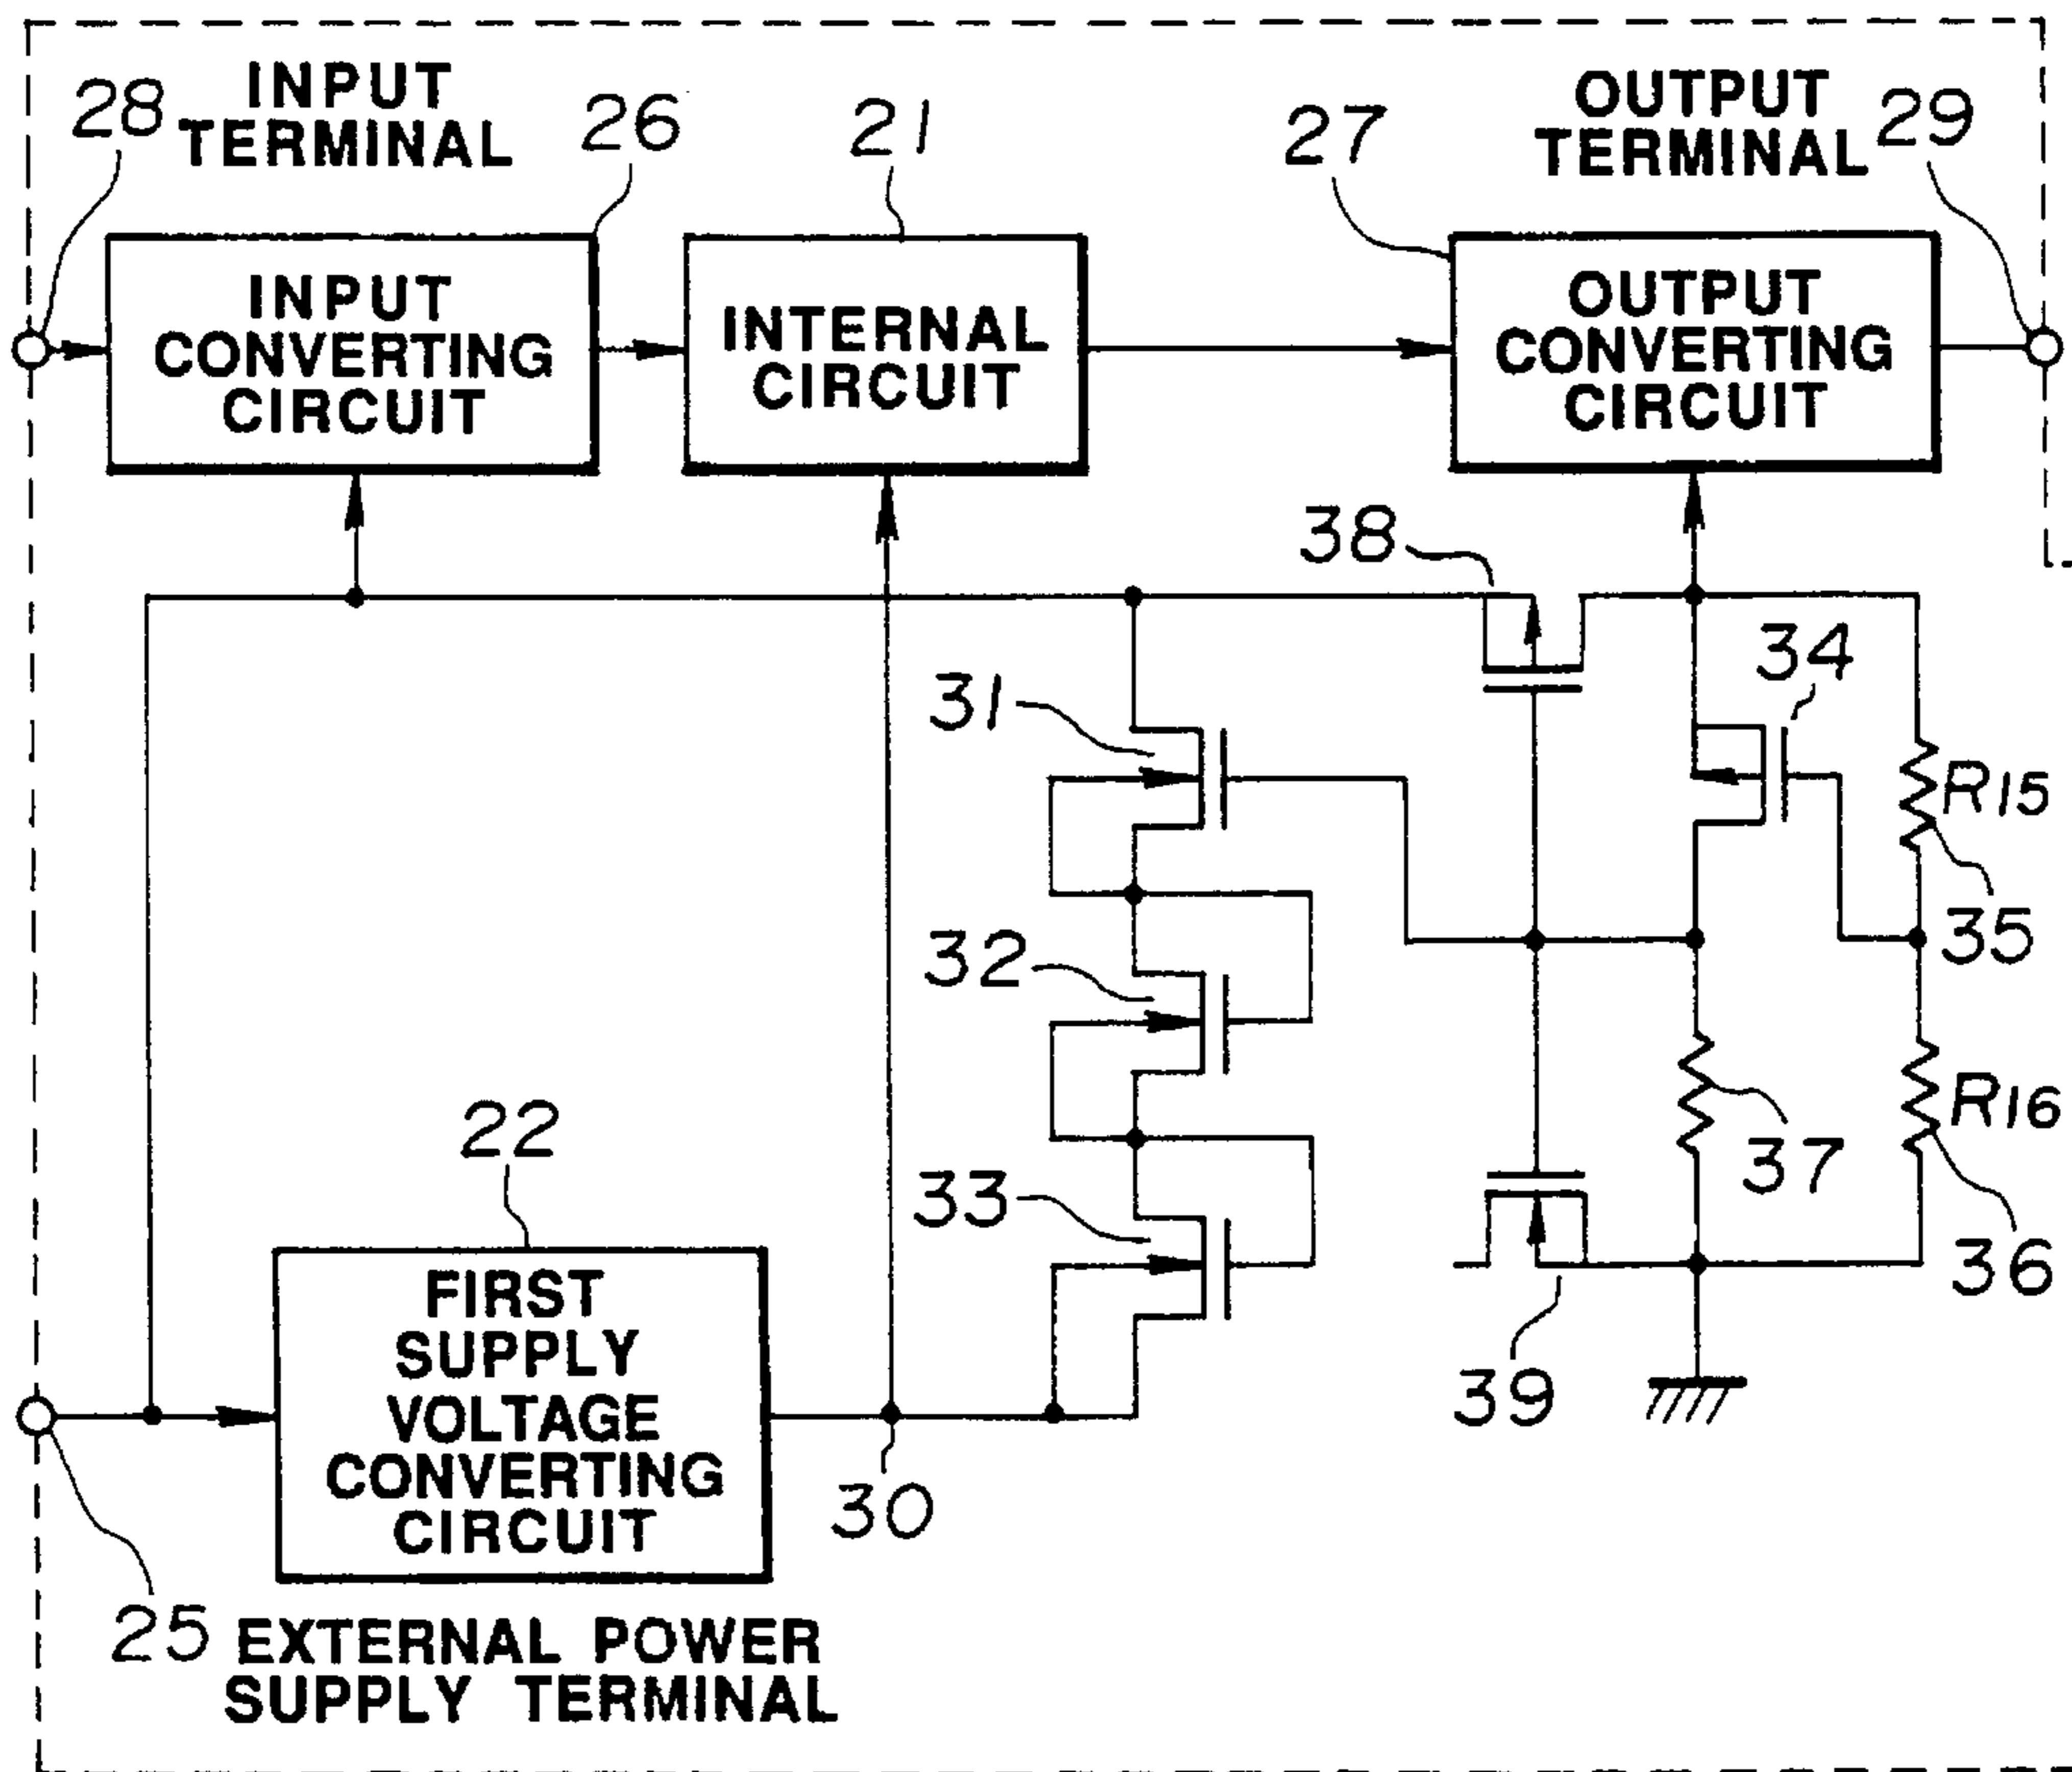 28
INPUT
TERMINAL
26
21
27
OUTPUT
TERMINAL
29
INPUT
CONVERTING
CIRCUIT
INTERNAL
CIRCUIT
OUTPUT
CONVERTING
CIRCUIT
38
34
31
R15
35
32
22
R16
37
33
36
FIRST
SUPPLY
VOLTAGE
CONVERTING
CIRCUIT
39
30
25
EXTERNAL POWER
SUPPLY TERMINAL